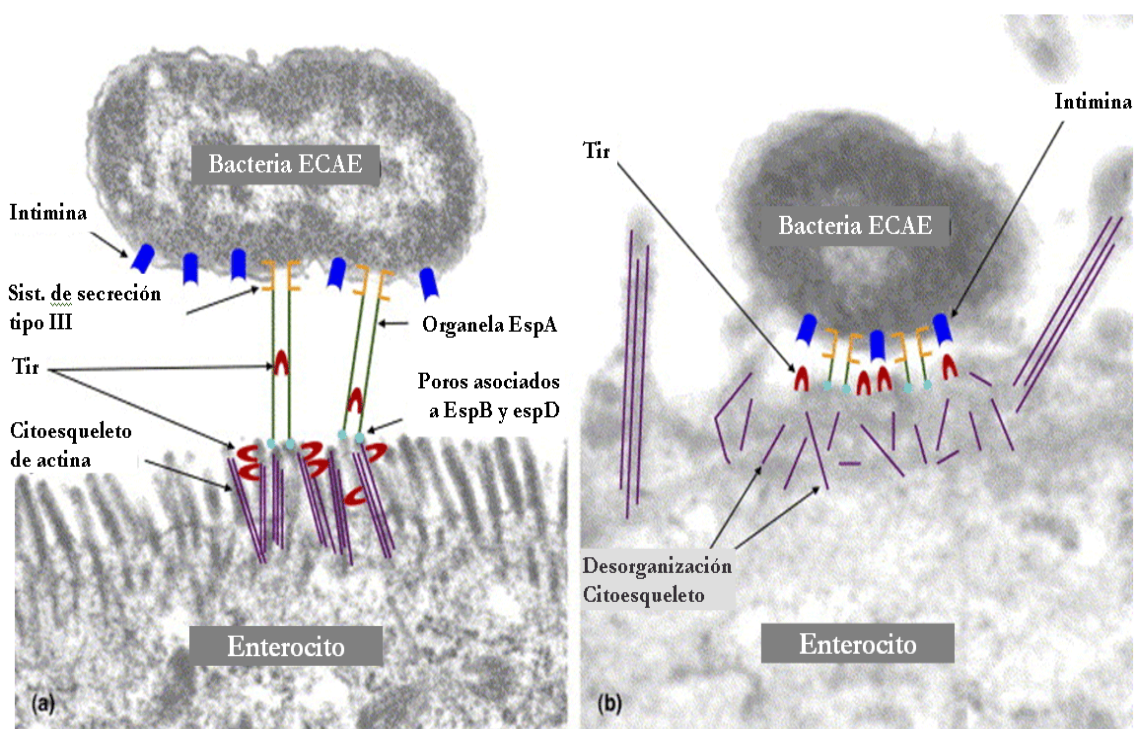 Bacteria ECAE
Intimina
Sist. de secreción
tipo III
Organela EspA
Tir
Poros asociados
a EspB y espD
Citoesqueleto
de actina
Enterocito
(a)
Intimina
Tir
Bacteria ECAE
Desorganización
Citoesqueleto
Enterocito
(b)